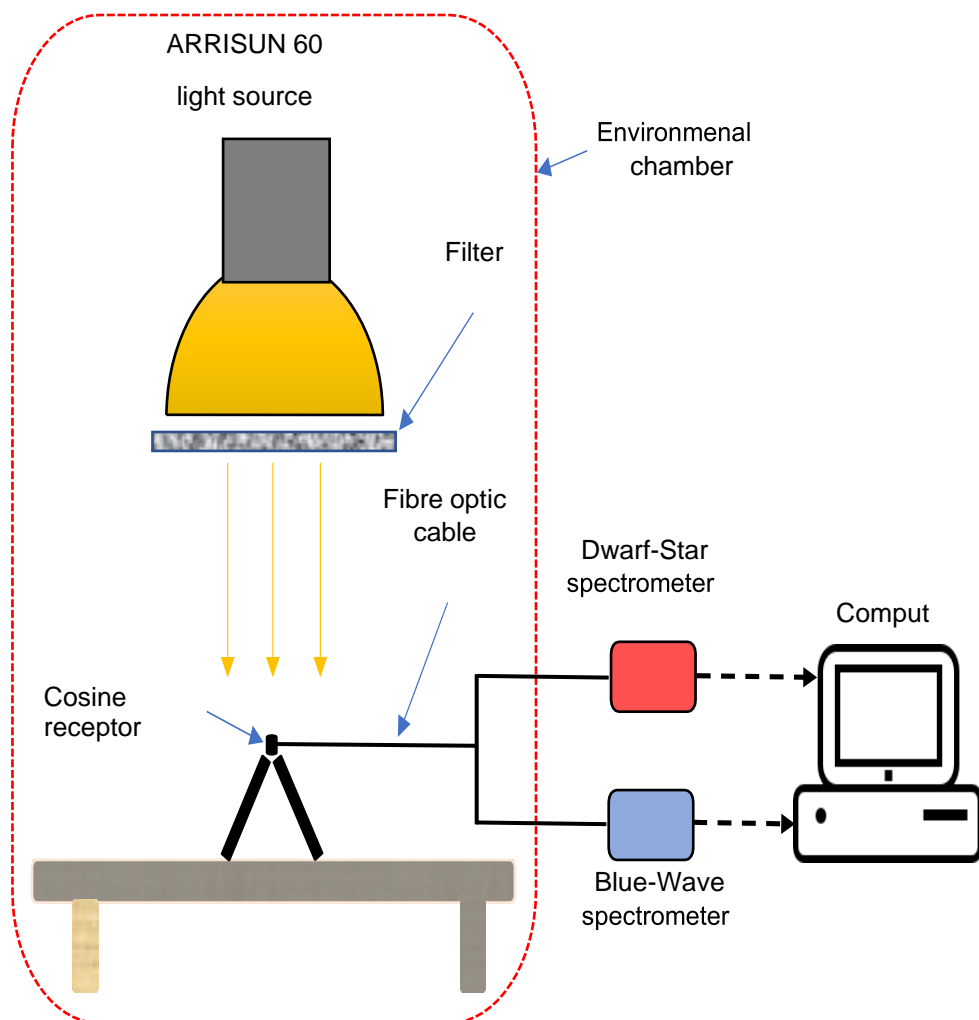 ARRISUN 60
light source
Environmenal
chamber
Filter
Fibre optic
cable
Dwarf-Star
spectrometer
Comput
Cosine
receptor
Blue-Wave
spectrometer